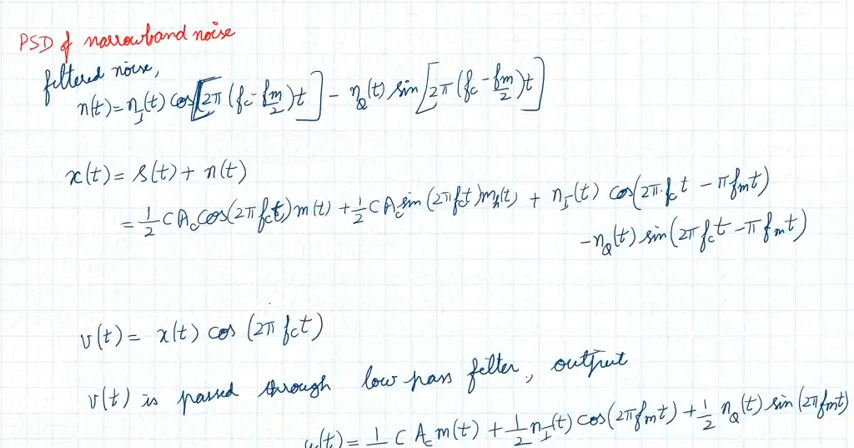 PSD of narrowband noise
filtered noise,
n(t) = n_I(t) cos[2π(f_c - f_m/2)t] - n_Q(t) sin[2π(f_c - f_m/2)t]
x(t) = s(t) + n(t)
= 1/2 C A_c cos(2π f_c t) m(t) + 1/2 C A_c sin(2π f_c t) m_h(t) + n_I(t) cos(2π f_c t - π f_m t)
- n_Q(t) sin(2π f_c t - π f_m t)
v(t) = x(t) cos(2π f_c t)
v(t) is passed through low pass filter, output
(t) = 1/ C A_c m(t) + 1/2 n_I(t) cos(2π f_m t) + 1/2 n_Q(t) sin(2π f_m t)